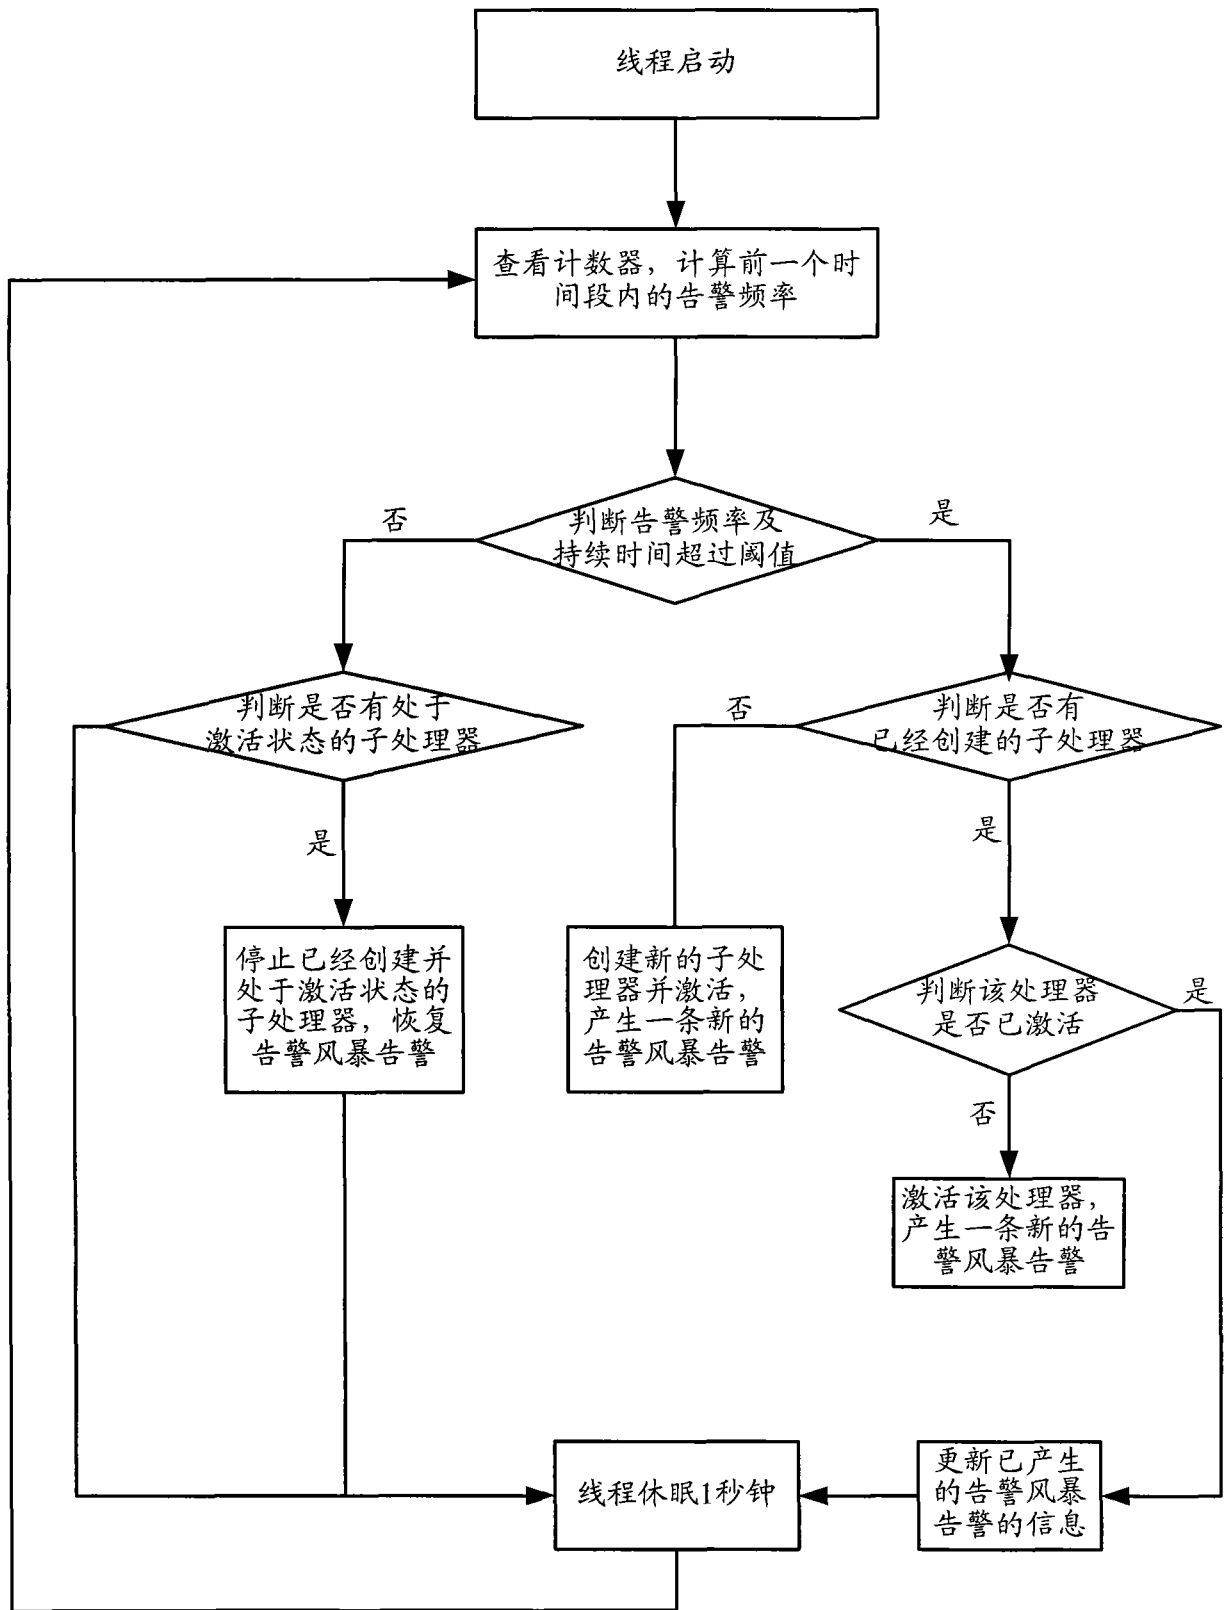 线程启动
查看计数器，计算前一个时
间段内的告警频率
否
判断告警频率及
持续时间超过阈值
是
判断是否有处于
激活状态的子处理器
否
判断是否有
已经创建的子处理器
是
是
停止已经创建并
处于激活状态的
子处理器，恢复
告警风暴告警
创建新的子处
理器并激活，
产生一条新的
告警风暴告警
判断该处理器
是否已激活
是
否
激活该处理器，
产生一条新的告
警风暴告警
线程休眠1秒钟
更新已产生
的告警风暴
告警的信息